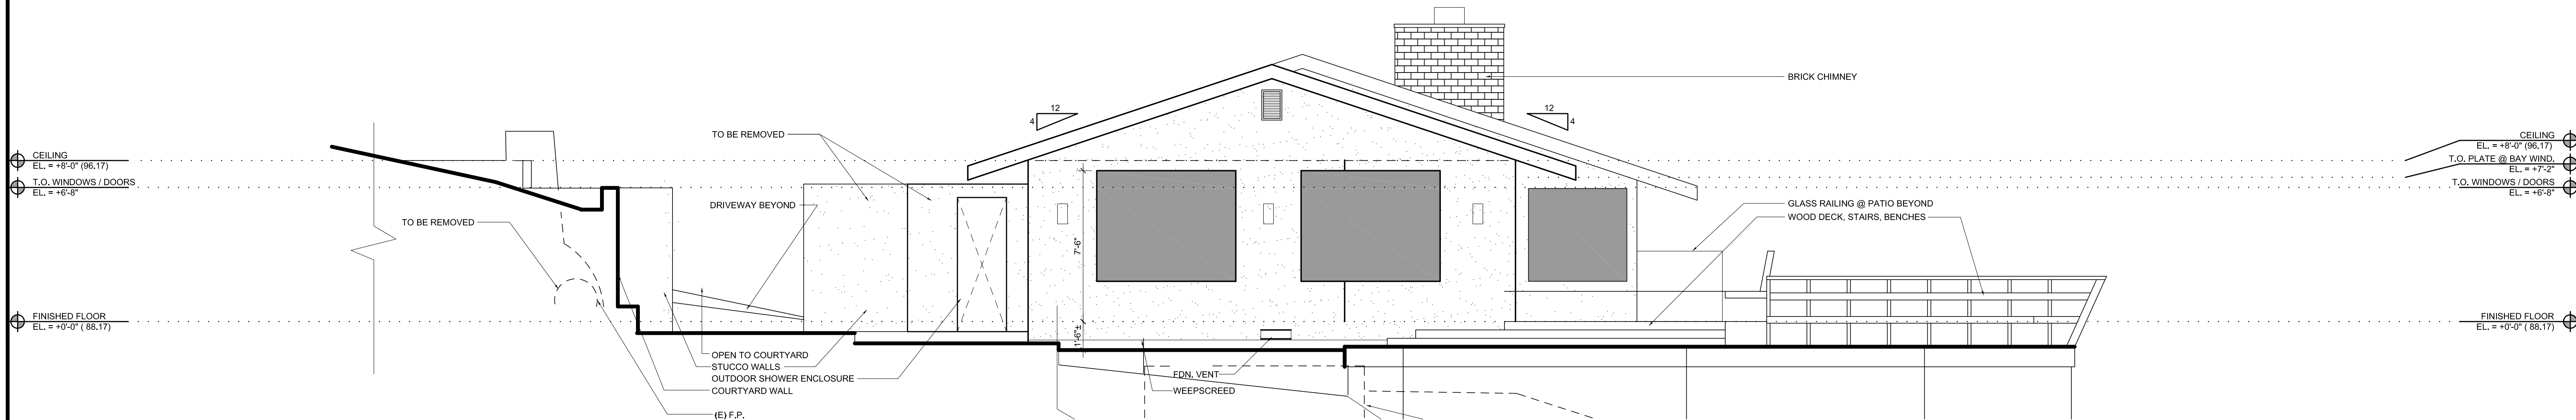 BRICK CHIMNEY
12
4
12
4
TO BE REMOVED
CEILING
EL. = +8'-0" (96.17)
T.O. WINDOWS / DOORS
EL. = +6'-8"
CEILING
EL. = +8'-0" (96.17)
T.O. PLATE @ BAY WIND.
EL. = +7'-2"
T.O. WINDOWS / DOORS
EL. = +6'-8"
DRIVEWAY BEYOND
TO BE REMOVED
GLASS RAILING @ PATIO BEYOND
WOOD DECK, STAIRS, BENCHES
7'-6"
FINISHED FLOOR
EL. = +0'-0" ( 88.17)
FINISHED FLOOR
EL. = +0'-0" ( 88.17)
1'-6"±
OPEN TO COURTYARD
STUCCO WALLS
OUTDOOR SHOWER ENCLOSURE
COURTYARD WALL
(E) F.P.
FDN. VENT
WEEPSCREED